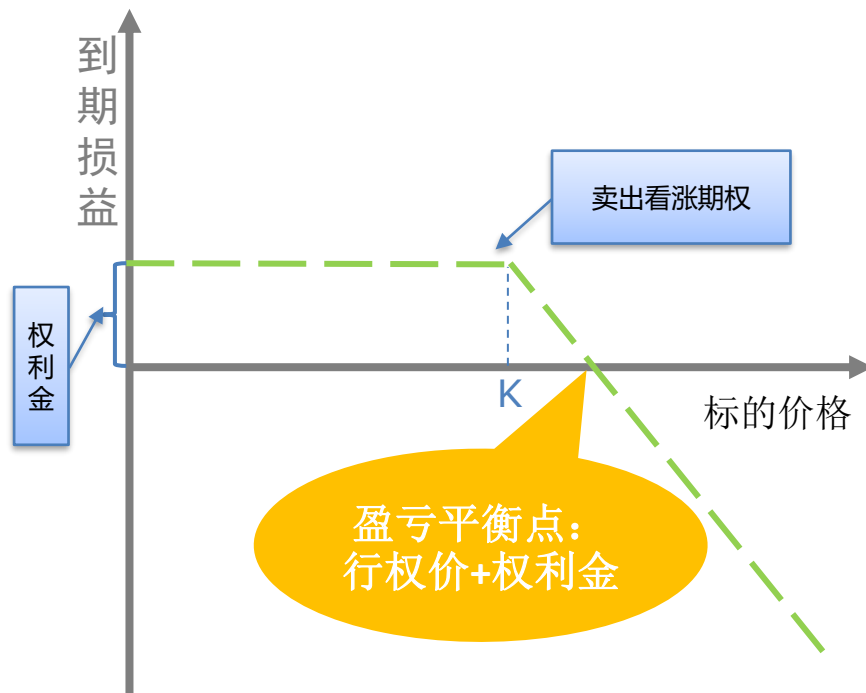 到期损益
卖出看涨期权
权利金
K
标的价格
盈亏平衡点：
行权价+权利金